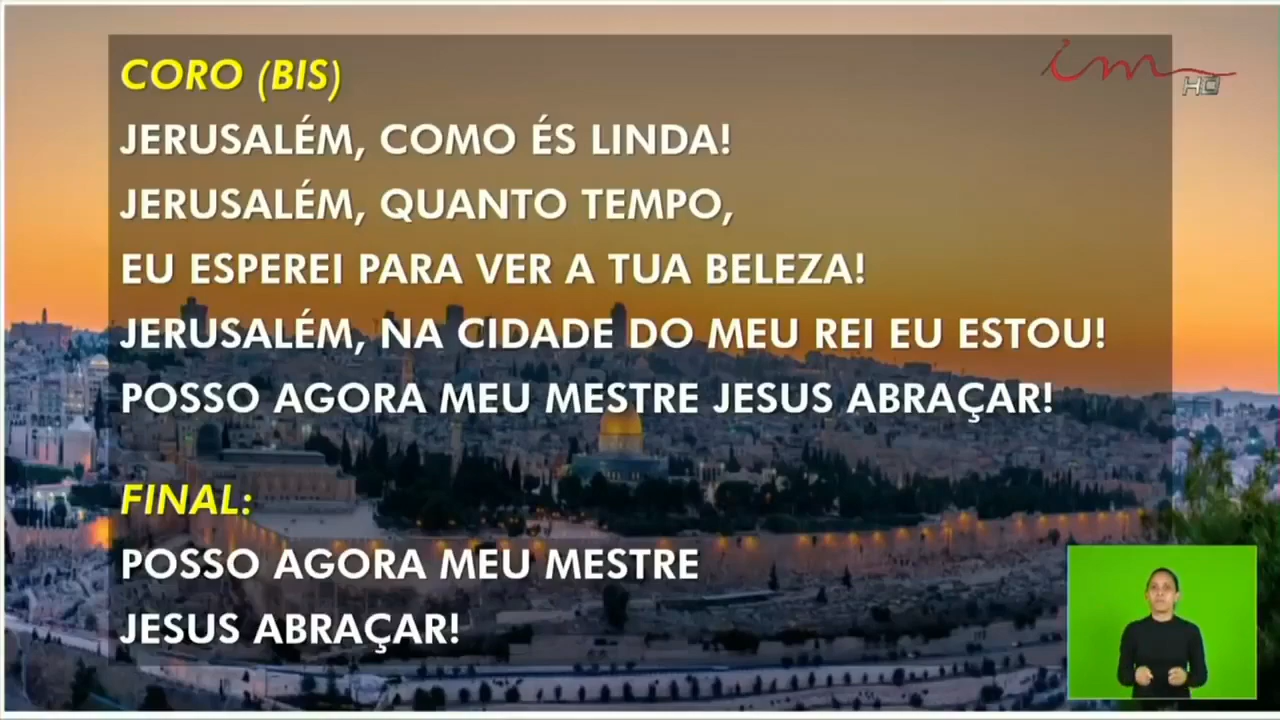 CORO (BIS)
JERUSALÉM, COMO ÉS LINDA!
JERUSALÉM, QUANTO TEMPO,
EU ESPEREI PARA VER A TUA BELEZA!
JERUSALÉM, NA CIDADE DO MEU REI EU ESTOU!
POSSO AGORA MEU MESTRE JESUS ABRAÇAR!
FINAL:
POSSO AGORA MEU MESTRE
JESUS ABRAÇAR!
im
HD